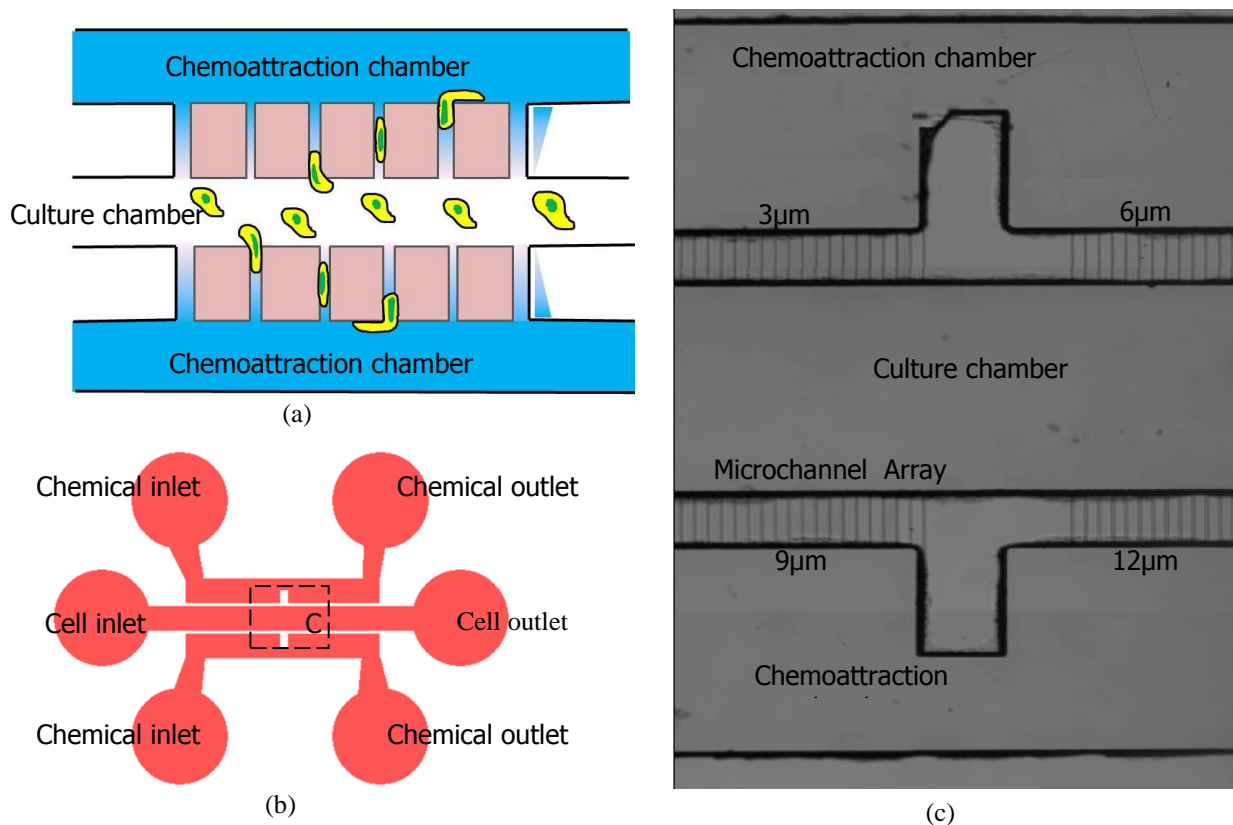 Chemoattraction chamber
Culture chamber
Chemoattraction chamber
(a)
Chemical inlet
Chemical outlet
Cell inlet
C
Cell outlet
Chemical inlet
Chemical outlet
(b)
Chemoattraction chamber
3µm
6µm
Culture chamber
Microchannel Array
9µm
12µm
Chemoattraction
(c)